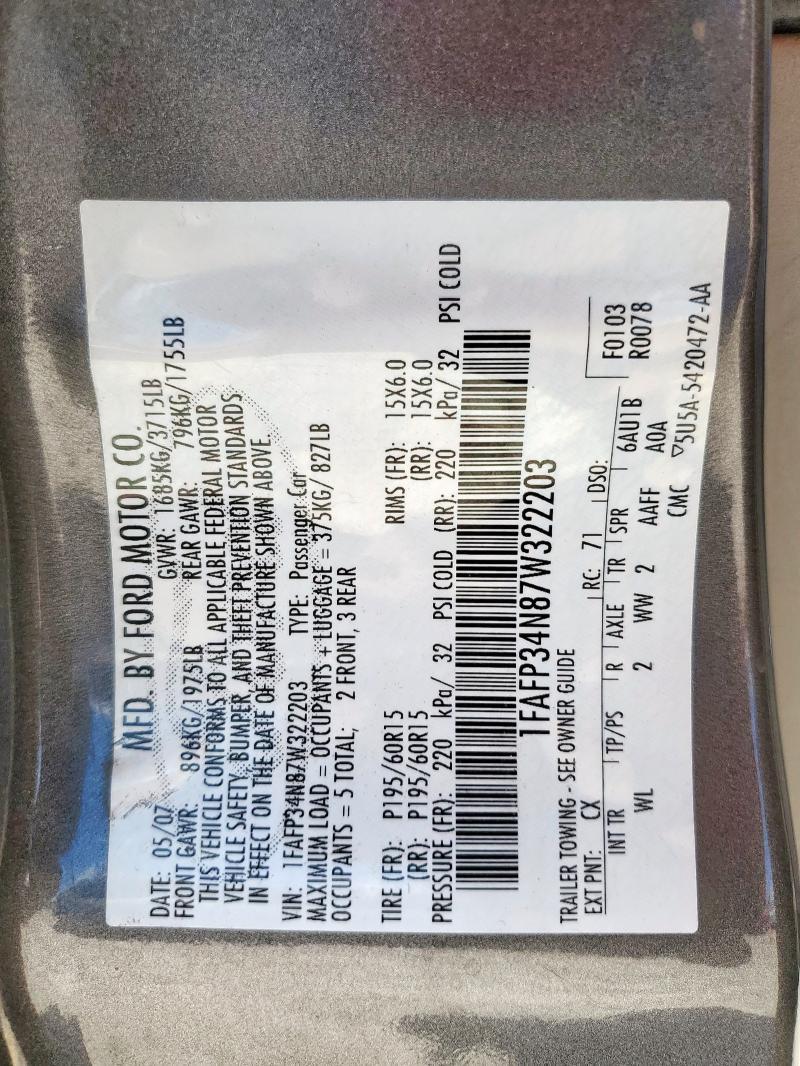 MFD. BY FORD MOTOR CO.
DATE: 05/07 GVWR: 1685KG/3715LB
FRONT GAWR: 896KG/1975LB REAR GAWR: 796KG/1755LB
THIS VEHICLE CONFORMS TO ALL APPLICABLE FEDERAL MOTOR
VEHICLE SAFETY, BUMPER, AND THEFT PREVENTION STANDARDS
IN EFFECT ON THE DATE OF MANUFACTURE SHOWN ABOVE.
VIN: 1FAFP34N87W322203 TYPE: Passenger Car
MAXIMUM LOAD = OCCUPANTS + LUGGAGE = 375KG/ 827LB
OCCUPANTS = 5 TOTAL; 2 FRONT, 3 REAR
TIRE (FR): P195/60R15 RIMS (FR): 15X6.0
(RR): P195/60R15 (RR): 15X6.0
PRESSURE (FR): 220 kPa/ 32 PSI COLD (RR): 220 kPa/ 32 PSI COLD
1FAFP34N87W322203
TRAILER TOWING - SEE OWNER GUIDE
EXT PNT: CX RC: 71 DSO: F0103
INT TR TP/PS R AXLE TR SPR 6AU1B R0078
WL 2 WW 2 AAFF A0A
CMC ▽5U5A-5420472-AA